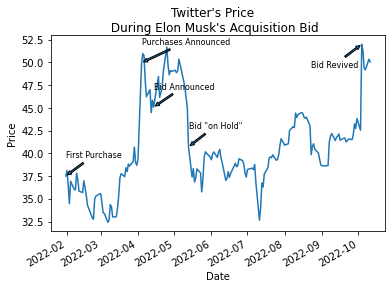 Twitter's Price
During Elon Musk's Acquisition Bid
Purchases Announced
Bid Revived
Bid Announced
Bid "on Hold"
First Purchase
Price
52.5
50.0
47.5
45.0
42.5
40.0
37.5
35.0
32.5
2022-02
2022-03
2022-04
2022-05
2022-06
2022-07
2022-08
2022-09
2022-10
Date